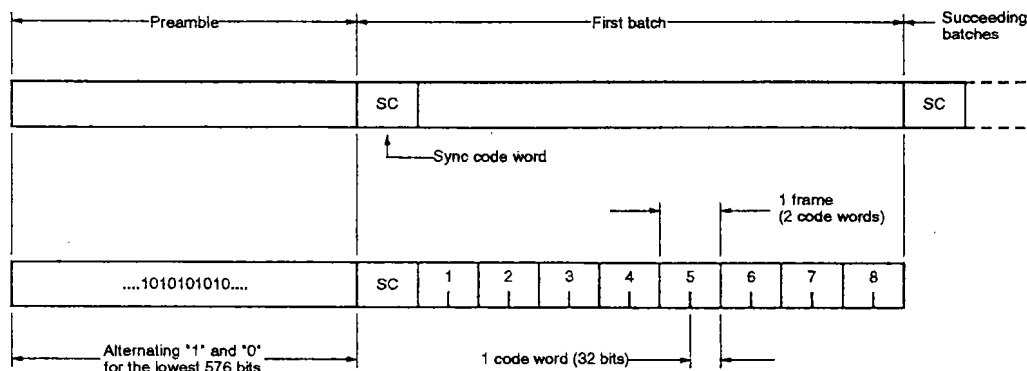 Preamble
First batch
Succeeding
batches
SC
SC
Sync code word
1 frame
(2 code words)
....1010101010....
SC
1
2
3
4
5
6
7
8
Alternating "1" and "0"
for the lowest 576 bits
1 code word (32 bits)